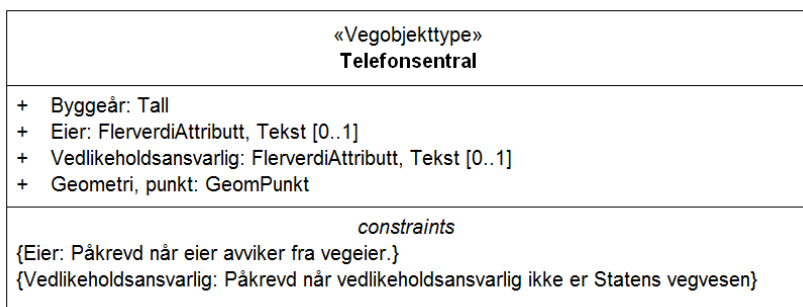 «Vegobjekttype»
Telefonsentral
+ Byggeår: Tall
+ Eier: FlerverdiAttributt, Tekst [0..1]
+ Vedlikeholdsansvarlig: FlerverdiAttributt, Tekst [0..1]
+ Geometri, punkt: GeomPunkt
constraints
{Eier: Påkrevd når eier avviker fra vegeier.}
{Vedlikeholdsansvarlig: Påkrevd når vedlikeholdsansvarlig ikke er Statens vegvesen}